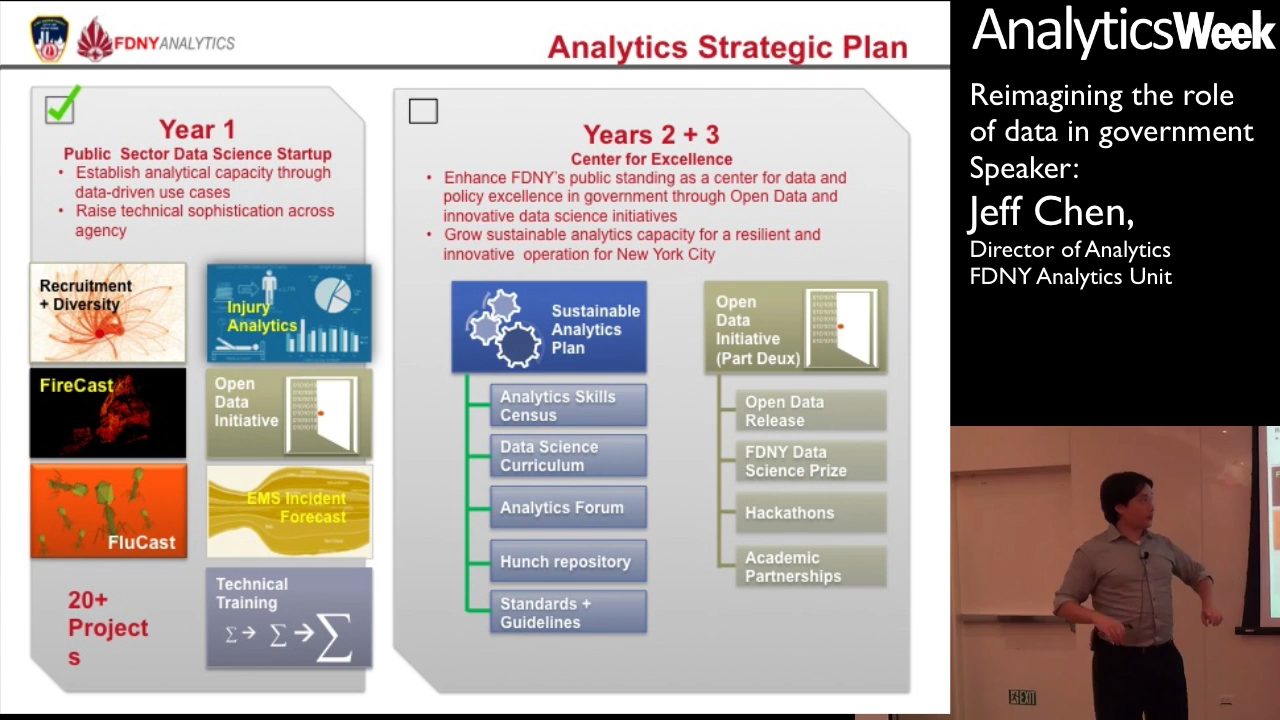 FDNYANALYTICS
Analytics Strategic Plan
Year 1
Public Sector Data Science Startup
• Establish analytical capacity through
data-driven use cases
• Raise technical sophistication across
agency
Recruitment
+ Diversity
Injury
Analytics
FireCast
Open
Data
Initiative
FluCast
EMS Incident
Forecast
20+
Project
s
Technical
Training
Σ→ Σ→Σ
Years 2 + 3
Center for Excellence
• Enhance FDNY's public standing as a center for data and
policy excellence in government through Open Data and
innovative data science initiatives
• Grow sustainable analytics capacity for a resilient and
innovative operation for New York City
Sustainable
Analytics
Plan
Analytics Skills
Census
Data Science
Curriculum
Analytics Forum
Hunch repository
Standards +
Guidelines
Open
Data
Initiative
(Part Deux)
Open Data
Release
FDNY Data
Science Prize
Hackathons
Academic
Partnerships
AnalyticsWeek
Reimagining the role
of data in government
Speaker:
Jeff Chen,
Director of Analytics
FDNY Analytics Unit
EXIT